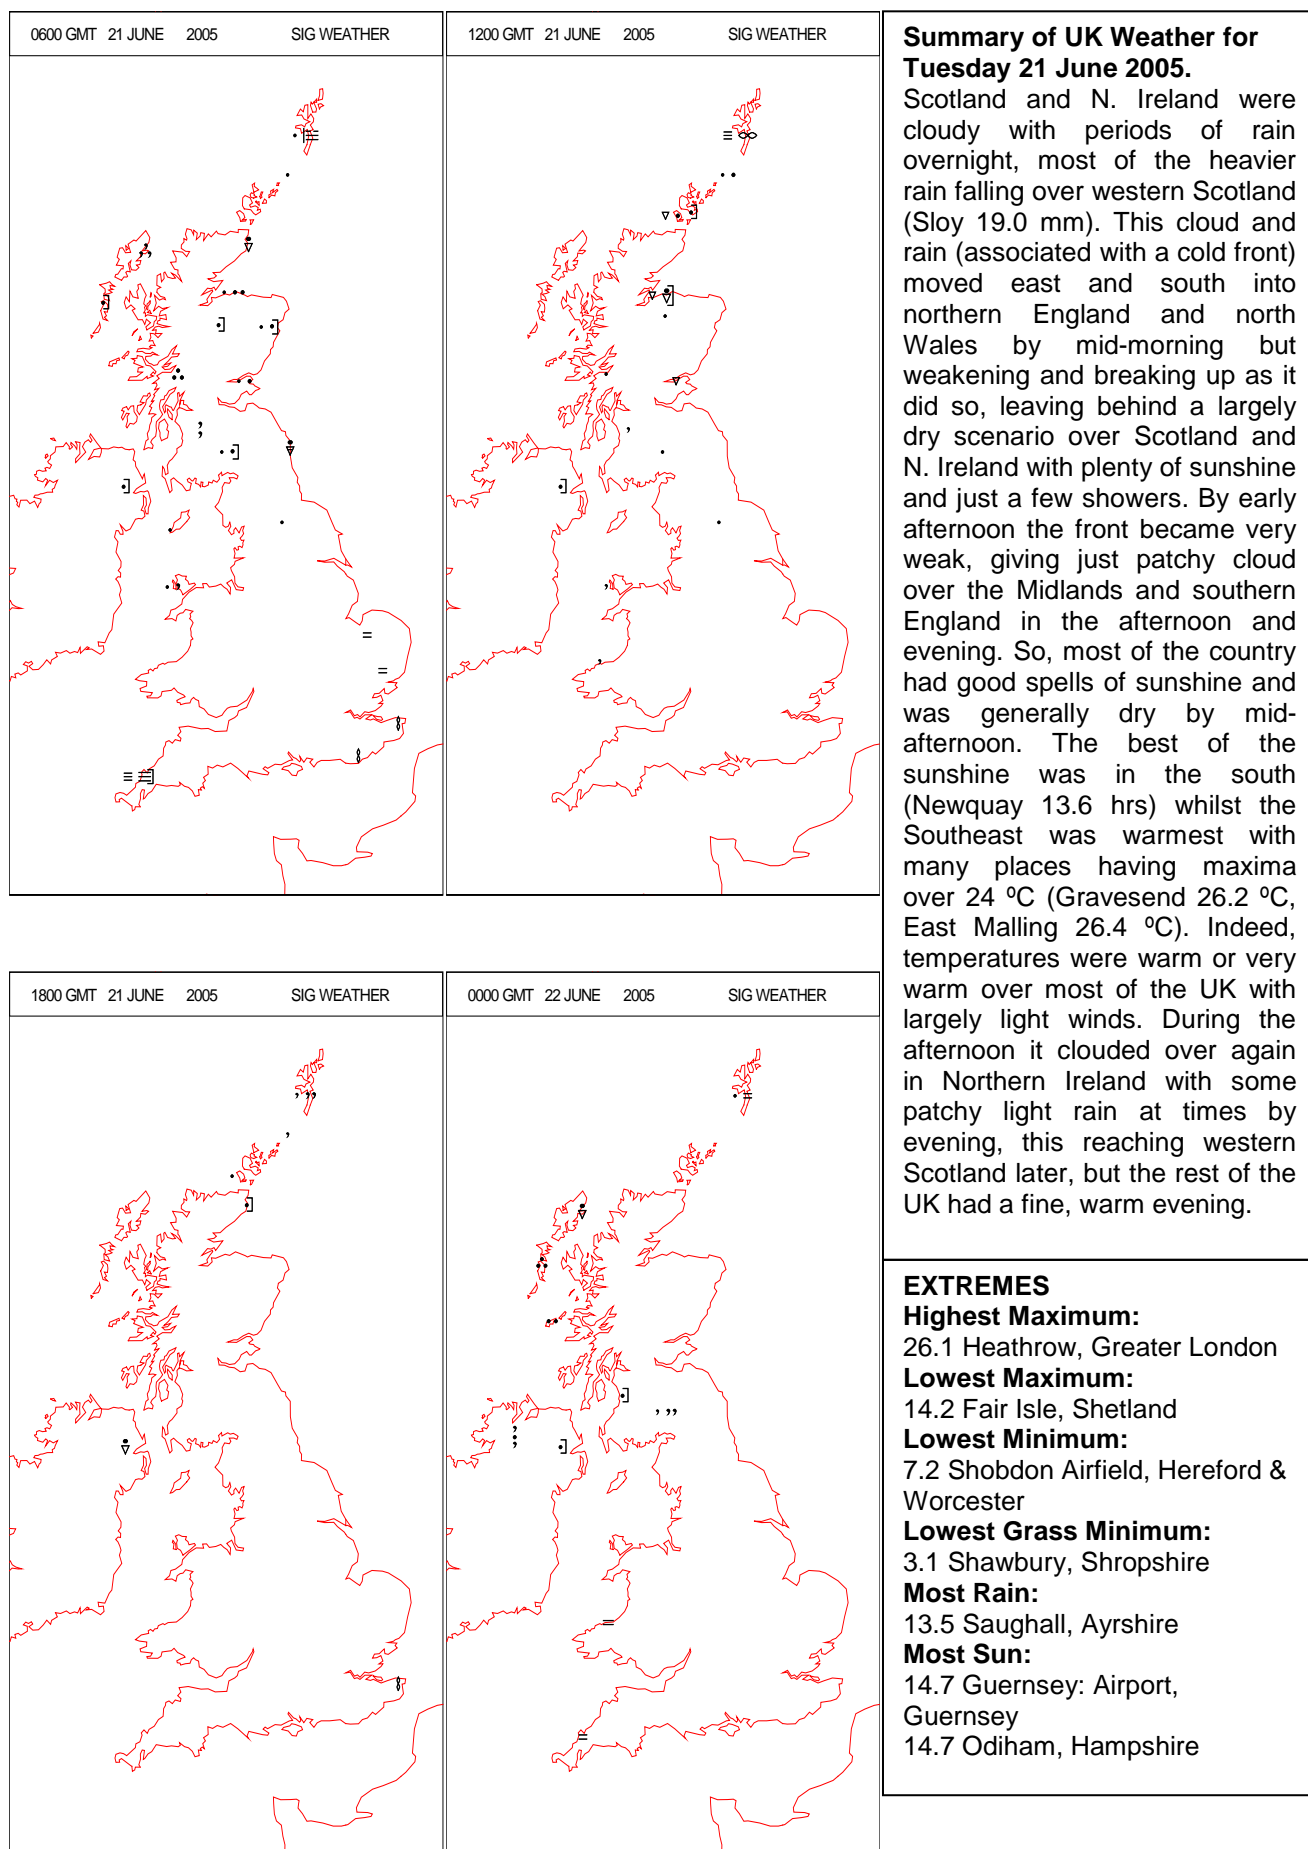 0600 GMT 21 JUNE 2005 SIG WEATHER
1200 GMT 21 JUNE 2005 SIG WEATHER
1800 GMT 21 JUNE 2005 SIG WEATHER
0000 GMT 22 JUNE 2005 SIG WEATHER
Summary of UK Weather for
Tuesday 21 June 2005.
Scotland and N. Ireland were
cloudy with periods of rain
overnight, most of the heavier
rain falling over western Scotland
(Sloy 19.0 mm). This cloud and
rain (associated with a cold front)
moved east and south into
northern England and north
Wales by mid-morning but
weakening and breaking up as it
did so, leaving behind a largely
dry scenario over Scotland and
N. Ireland with plenty of sunshine
and just a few showers. By early
afternoon the front became very
weak, giving just patchy cloud
over the Midlands and southern
England in the afternoon and
evening. So, most of the country
had good spells of sunshine and
was generally dry by mid-
afternoon. The best of the
sunshine was in the south
(Newquay 13.6 hrs) whilst the
Southeast was warmest with
many places having maxima
over 24 ºC (Gravesend 26.2 ºC,
East Malling 26.4 ºC). Indeed,
temperatures were warm or very
warm over most of the UK with
largely light winds. During the
afternoon it clouded over again
in Northern Ireland with some
patchy light rain at times by
evening, this reaching western
Scotland later, but the rest of the
UK had a fine, warm evening.
EXTREMES
Highest Maximum:
26.1 Heathrow, Greater London
Lowest Maximum:
14.2 Fair Isle, Shetland
Lowest Minimum:
7.2 Shobdon Airfield, Hereford &
Worcester
Lowest Grass Minimum:
3.1 Shawbury, Shropshire
Most Rain:
13.5 Saughall, Ayrshire
Most Sun:
14.7 Guernsey: Airport,
Guernsey
14.7 Odiham, Hampshire